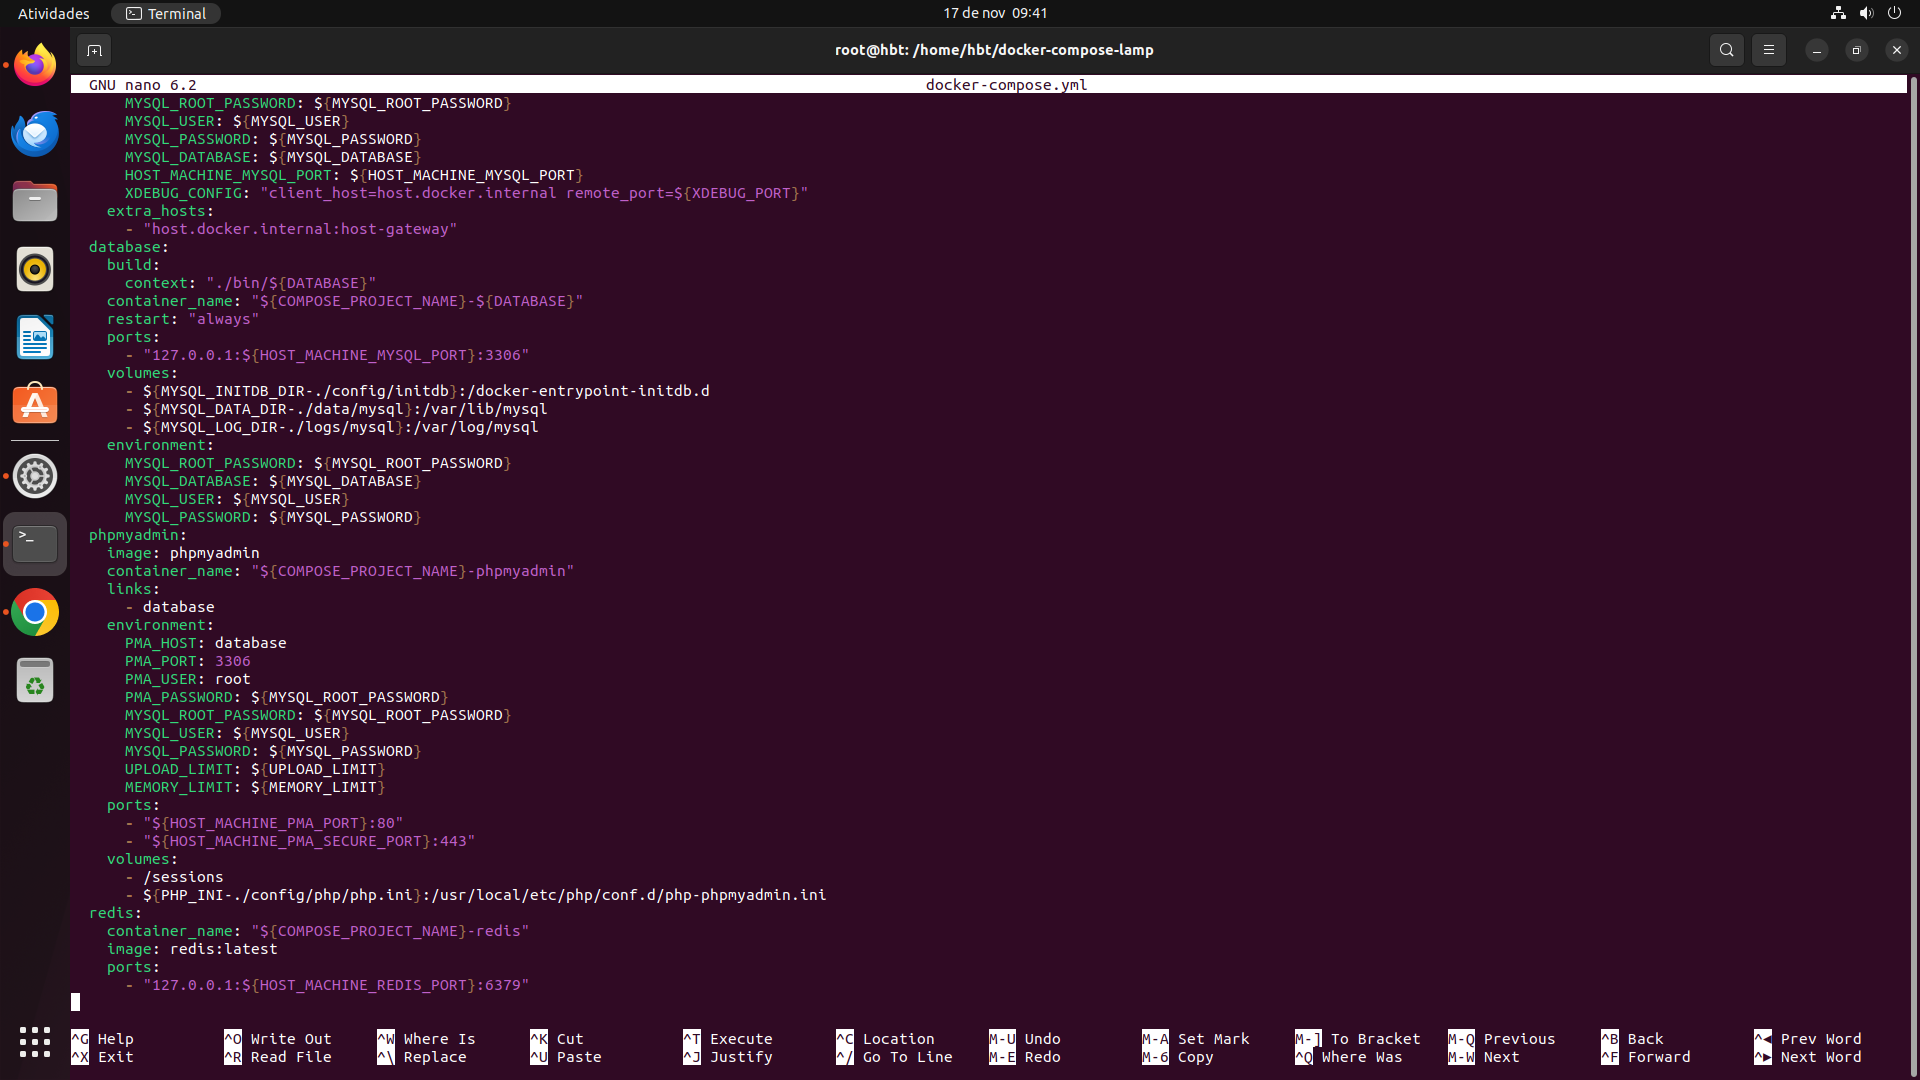 Atividades
Terminal
17 de nov 09:41
root@hbt: /home/hbt/docker-compose-lamp
GNU nano 6.2 docker-compose.yml
MYSQL_ROOT_PASSWORD: ${MYSQL_ROOT_PASSWORD}
MYSQL_USER: ${MYSQL_USER}
MYSQL_PASSWORD: ${MYSQL_PASSWORD}
MYSQL_DATABASE: ${MYSQL_DATABASE}
HOST_MACHINE_MYSQL_PORT: ${HOST_MACHINE_MYSQL_PORT}
XDEBUG_CONFIG: "client_host=host.docker.internal remote_port=${XDEBUG_PORT}"
extra_hosts:
- "host.docker.internal:host-gateway"
database:
build:
context: "./bin/${DATABASE}"
container_name: "${COMPOSE_PROJECT_NAME}-${DATABASE}"
restart: "always"
ports:
- "127.0.0.1:${HOST_MACHINE_MYSQL_PORT}:3306"
volumes:
- ${MYSQL_INITDB_DIR-./config/initdb}:/docker-entrypoint-initdb.d
- ${MYSQL_DATA_DIR-./data/mysql}:/var/lib/mysql
- ${MYSQL_LOG_DIR-./logs/mysql}:/var/log/mysql
environment:
MYSQL_ROOT_PASSWORD: ${MYSQL_ROOT_PASSWORD}
MYSQL_DATABASE: ${MYSQL_DATABASE}
MYSQL_USER: ${MYSQL_USER}
MYSQL_PASSWORD: ${MYSQL_PASSWORD}
phpmyadmin:
image: phpmyadmin
container_name: "${COMPOSE_PROJECT_NAME}-phpmyadmin"
links:
- database
environment:
PMA_HOST: database
PMA_PORT: 3306
PMA_USER: root
PMA_PASSWORD: ${MYSQL_ROOT_PASSWORD}
MYSQL_ROOT_PASSWORD: ${MYSQL_ROOT_PASSWORD}
MYSQL_USER: ${MYSQL_USER}
MYSQL_PASSWORD: ${MYSQL_PASSWORD}
UPLOAD_LIMIT: ${UPLOAD_LIMIT}
MEMORY_LIMIT: ${MEMORY_LIMIT}
ports:
- "${HOST_MACHINE_PMA_PORT}:80"
- "${HOST_MACHINE_PMA_SECURE_PORT}:443"
volumes:
- /sessions
- ${PHP_INI-./config/php/php.ini}:/usr/local/etc/php/conf.d/php-phpmyadmin.ini
redis:
container_name: "${COMPOSE_PROJECT_NAME}-redis"
image: redis:latest
ports:
- "127.0.0.1:${HOST_MACHINE_REDIS_PORT}:6379"
^G Help ^O Write Out ^W Where Is ^K Cut ^T Execute ^C Location M-U Undo M-A Set Mark M-] To Bracket M-Q Previous ^B Back ^◀ Prev Word
^X Exit ^R Read File ^\ Replace ^U Paste ^J Justify ^/ Go To Line M-E Redo M-6 Copy ^Q Where Was M-W Next ^F Forward ^▶ Next Word